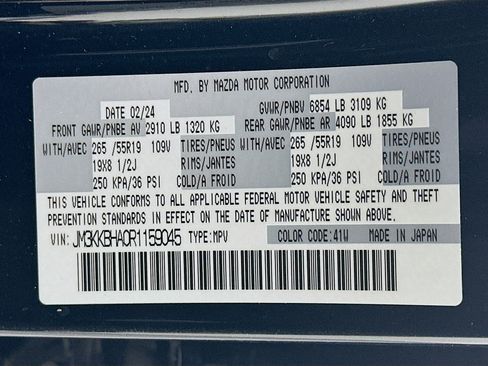 MFD. BY MAZDA MOTOR CORPORATION
DATE 02/24 GVWR/PNBV 6854 LB 3109 KG
FRONT GAWR/PNBE AV 2910 LB 1320 KG REAR GAWR/PNBE AR 4090 LB 1855 KG
WITH/AVEC 265 /55R19 109V TIRES/PNEUS WITH/AVEC 265 /55R19 109V TIRES/PNEUS
19X8 1/2J RIMS/JANTES 19X8 1/2J RIMS/JANTES
250 KPA/36 PSI COLD/A FROID 250 KPA/36 PSI COLD/A FROID
THIS VEHICLE CONFORMS TO ALL APPLICABLE FEDERAL MOTOR VEHICLE SAFETY AND THEFT
PREVENTION STANDARDS IN EFFECT ON THE DATE OF MANUFACTURE SHOWN ABOVE.
VIN: JM3KKBHA0R1159045 TYPE:MPV COLOR CODE:41W MADE IN JAPAN